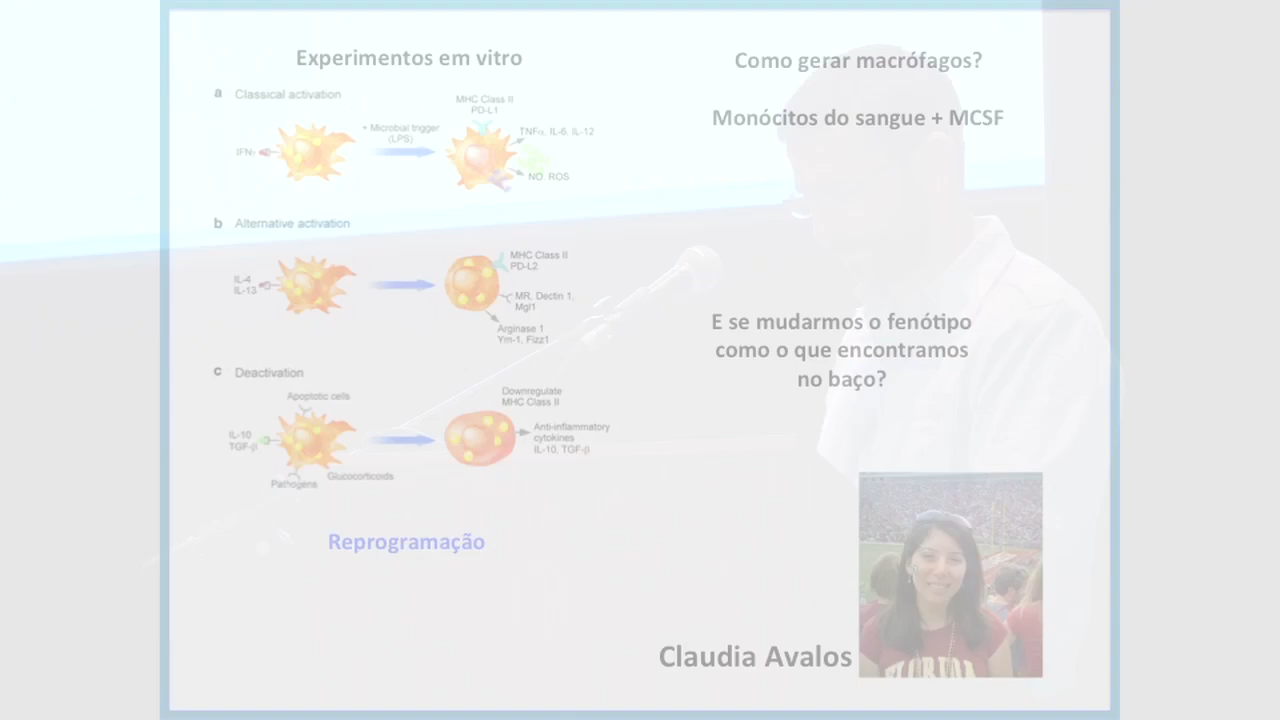 Experimentos em vitro
a Classical activation
MHC Class II
PD-L1
+ Microbial trigger
(LPS)
TNFα, IL-6, IL-12
IFNγ
NO, ROS
b Alternative activation
MHC Class II
PD-L2
IL-4
IL-13
MR, Dectin 1,
Mgl1
Arginase 1
Ym-1, Fizz1
c Deactivation
Downregulate
MHC Class II
Apoptotic cells
IL-10
TGF-β
Anti-inflammatory
cytokines
IL-10, TGF-β
Glucocorticoids
Pathogens
Reprogramação
Como gerar macrófagos?
Monócitos do sangue + MCSF
E se mudarmos o fenótipo
como o que encontramos
no baço?
Claudia Avalos